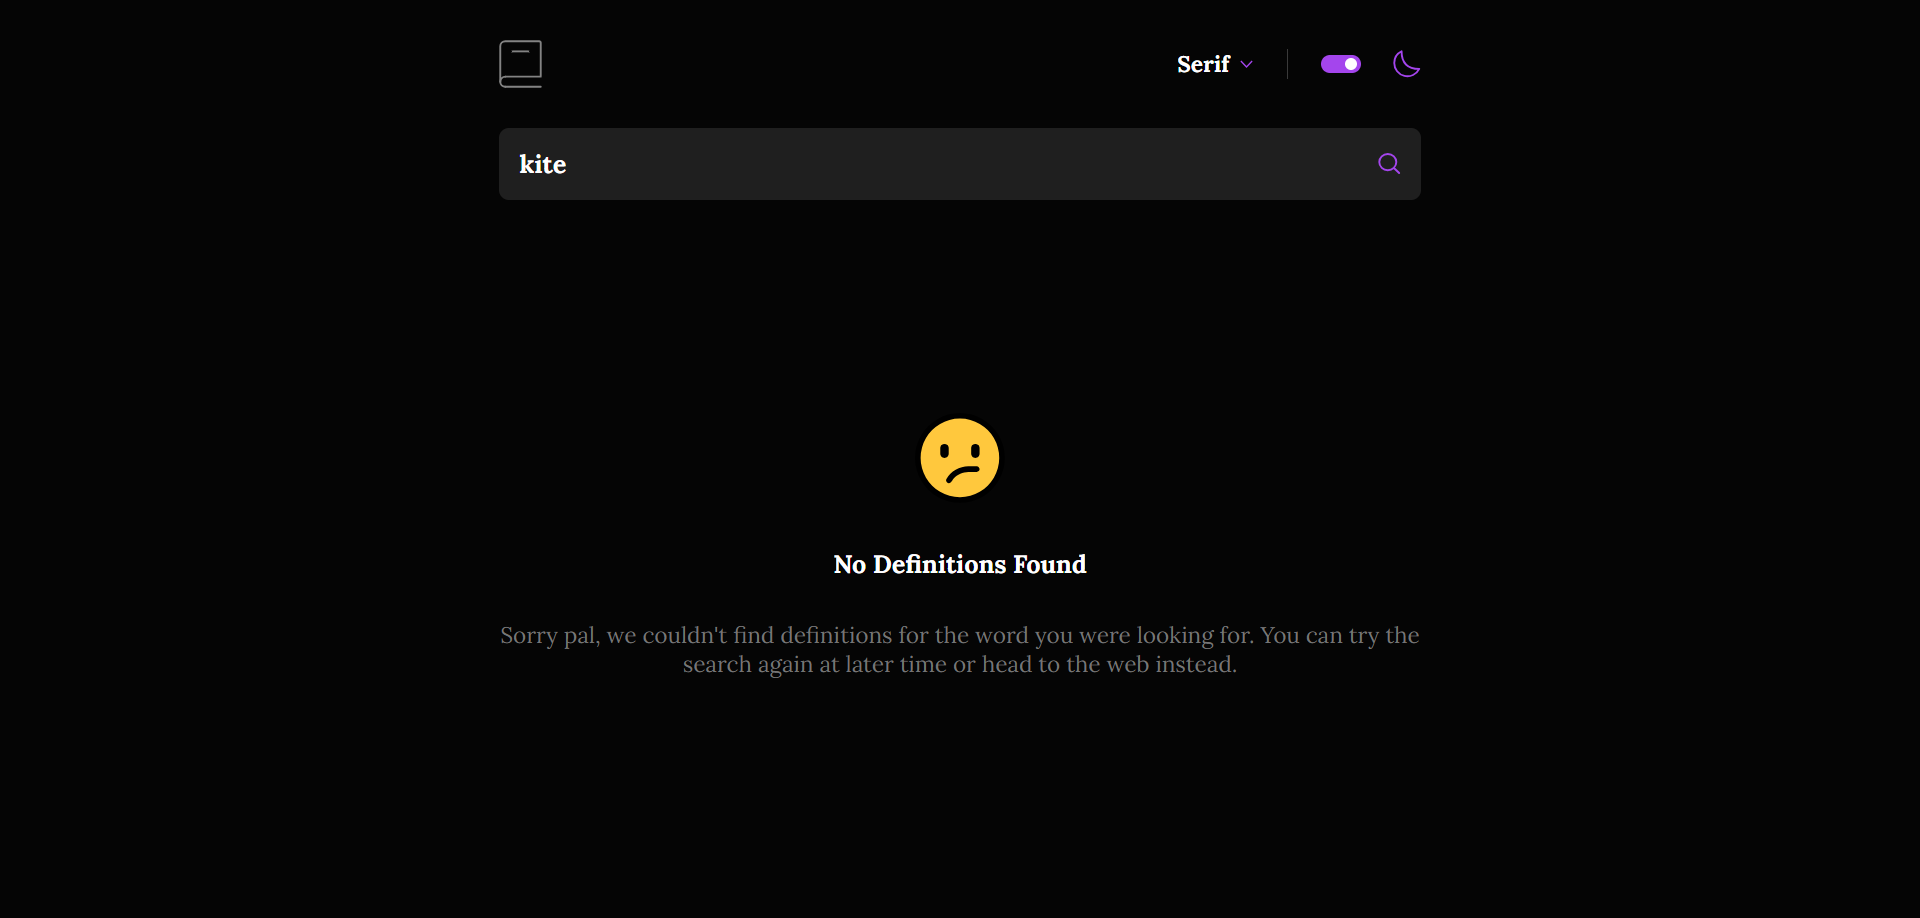 Serif
kite
No Definitions Found
Sorry pal, we couldn't find definitions for the word you were looking for. You can try the
search again at later time or head to the web instead.